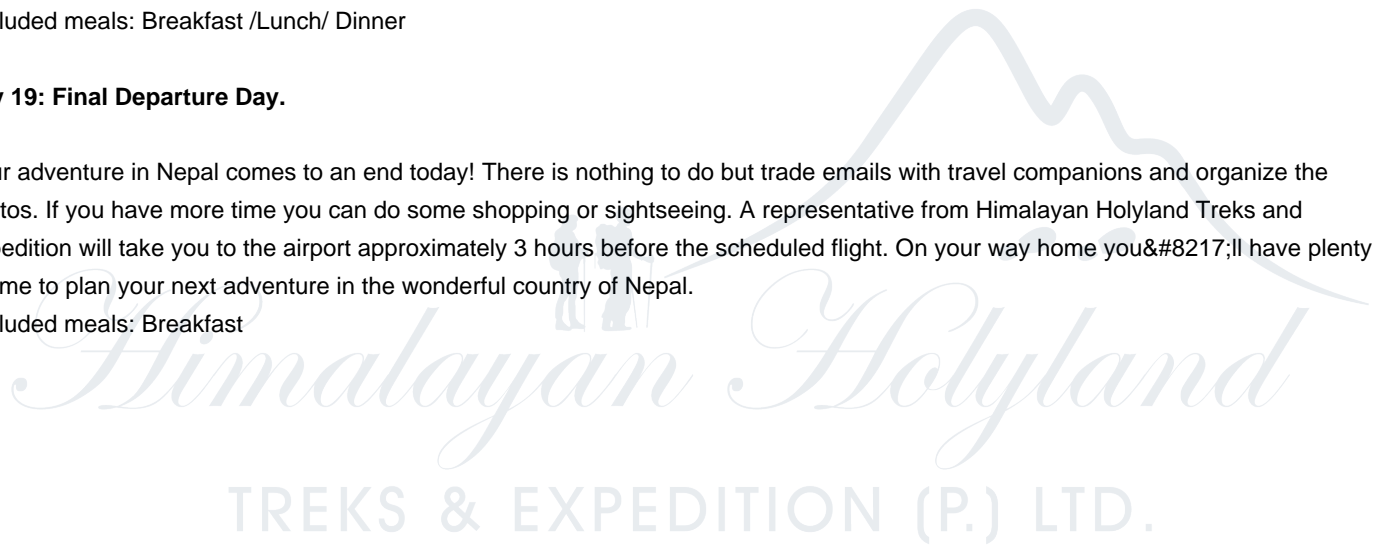 luded meals: Breakfast /Lunch/ Dinner
y 19: Final Departure Day.
ur adventure in Nepal comes to an end today! There is nothing to do but trade emails with travel companions and organize the
tos. If you have more time you can do some shopping or sightseeing. A representative from Himalayan Holyland Treks and
pedition will take you to the airport approximately 3 hours before the scheduled flight. On your way home you&#8217;ll have plenty
me to plan your next adventure in the wonderful country of Nepal.
luded meals: Breakfast
Himalayan Holyland
TREKS & EXPEDITION (P.) LTD.